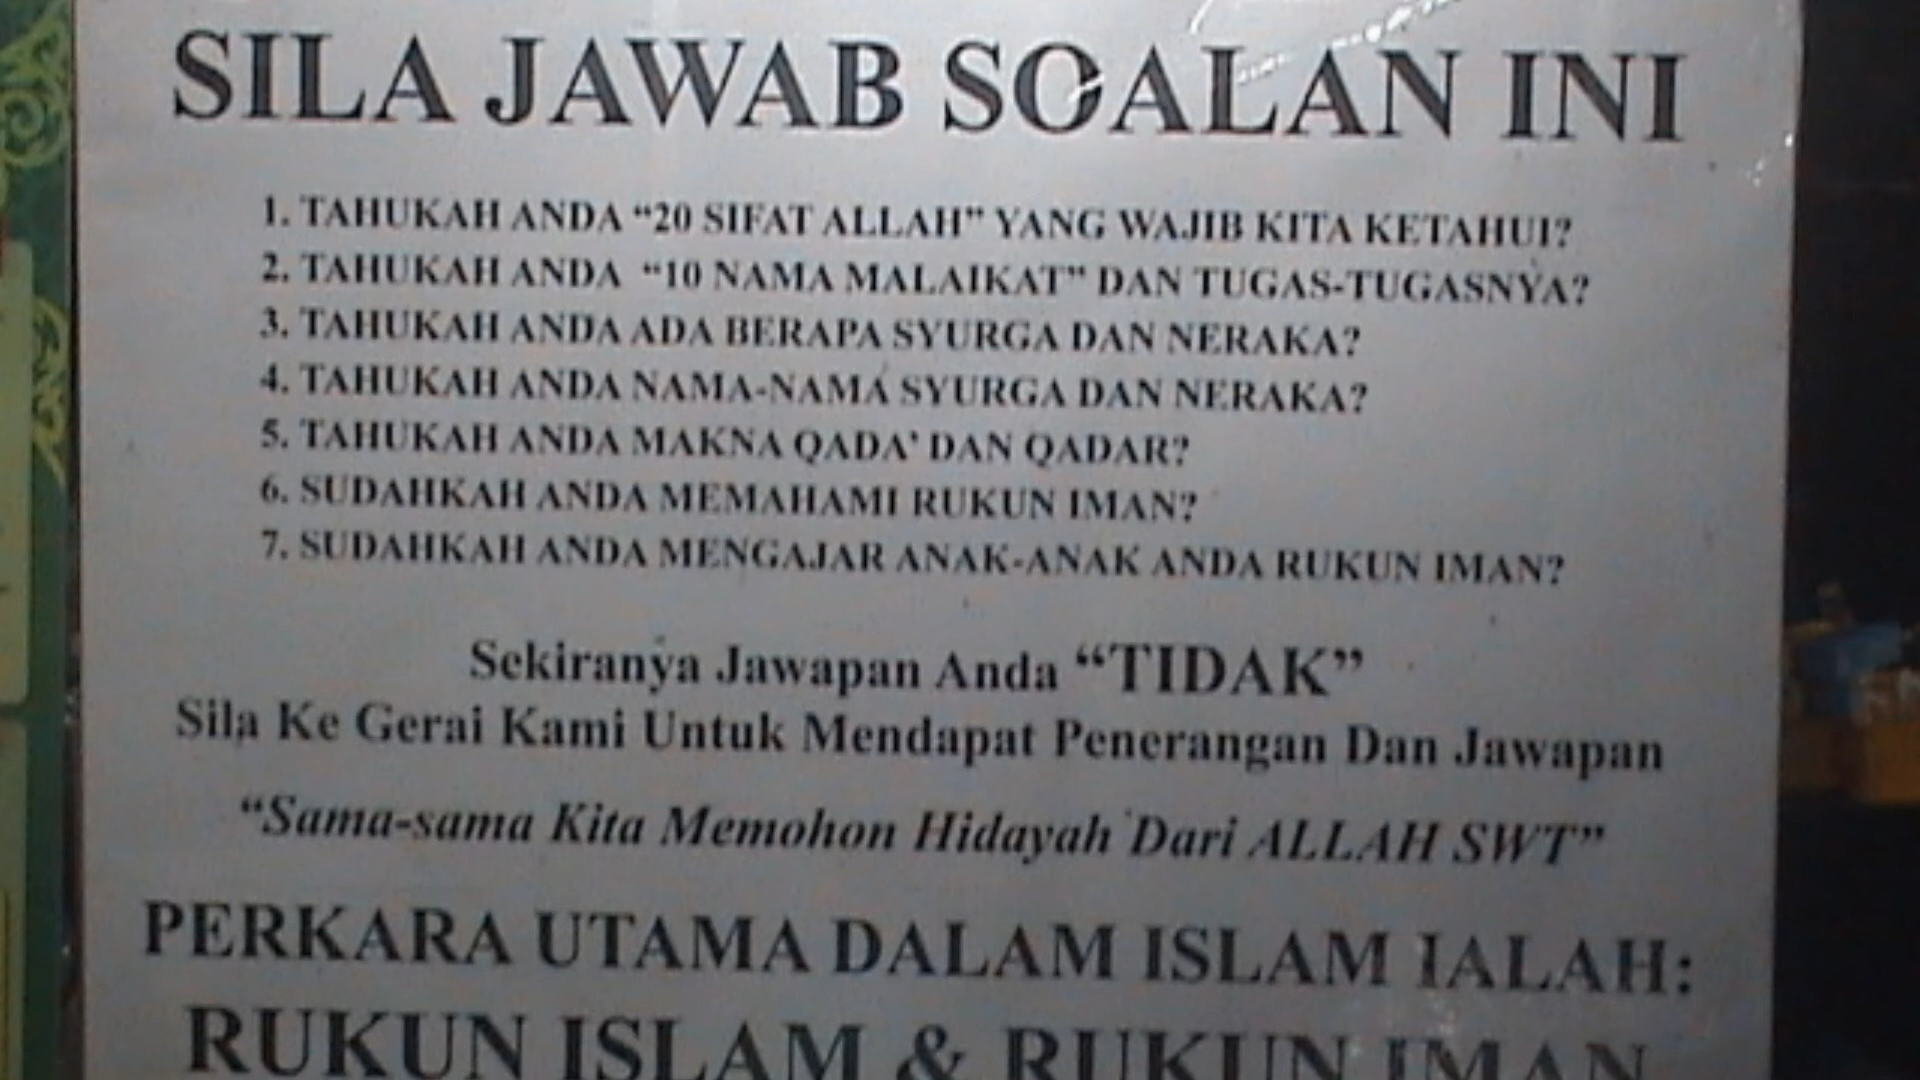 SILA JAWAB SOALAN INI
1. TAHUKAH ANDA “20 SIFAT ALLAH” YANG WAJIB KITA KETAHUI?
2. TAHUKAH ANDA “10 NAMA MALAIKAT” DAN TUGAS-TUGASNYA?
3. TAHUKAH ANDA ADA BERAPA SYURGA DAN NERAKA?
4. TAHUKAH ANDA NAMA-NAMA SYURGA DAN NERAKA?
5. TAHUKAH ANDA MAKNA QADA’ DAN QADAR?
6. SUDAHKAH ANDA MEMAHAMI RUKUN IMAN?
7. SUDAHKAH ANDA MENGAJAR ANAK-ANAK ANDA RUKUN IMAN?
Sekiranya Jawapan Anda “TIDAK”
Sila Ke Gerai Kami Untuk Mendapat Penerangan Dan Jawapan
“Sama-sama Kita Memohon Hidayah Dari ALLAH SWT”
PERKARA UTAMA DALAM ISLAM IALAH:
RUKUN ISLAM & RUKUN IMAN